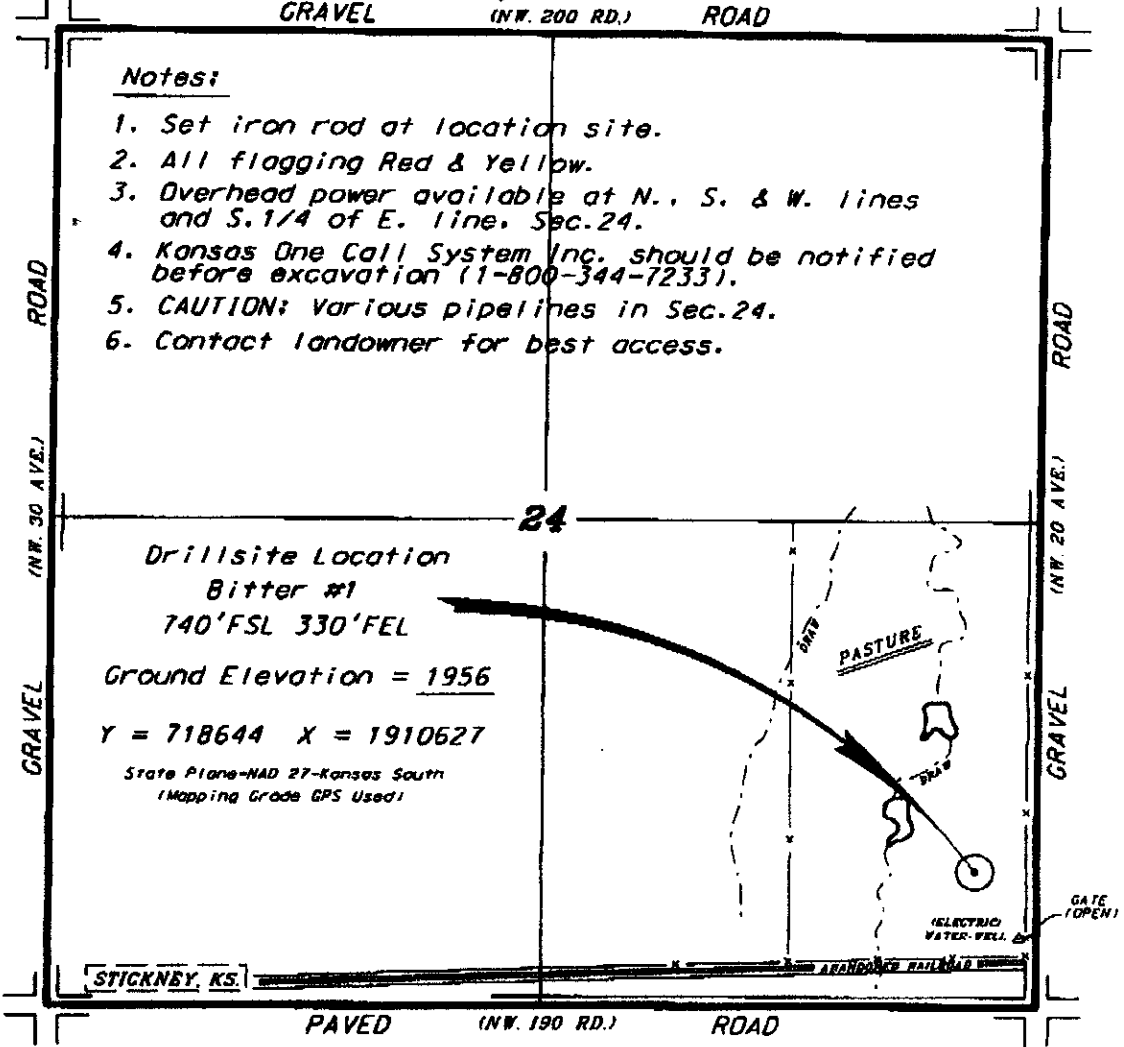 GRAVEL (NW. 200 RD.) ROAD
Notes:
1. Set iron rod at location site.
2. All flagging Red & Yellow.
3. Overhead power available at N., S. & W. lines
and S. 1/4 of E. line, Sec.24.
4. Kansas One Call System Inc. should be notified
before excavation (1-800-344-7233).
5. CAUTION: Various pipelines in Sec.24.
6. Contact landowner for best access.
ROAD
(NW. 30 AVE.)
GRAVEL
ROAD
(NW. 20 AVE.)
GRAVEL
24
Drillsite Location
Bitter #1
740'FSL 330'FEL
Ground Elevation = 1956
Y = 718644 X = 1910627
State Plane-NAD 27-Kansas South
(Mapping Grade GPS Used)
DRAW
PASTURE
DRAW
(ELECTRIC)
WATER-WELL
GATE
(OPEN)
STICKNEY, KS.
ABANDONED RAILROAD
PAVED (NW. 190 RD.) ROAD